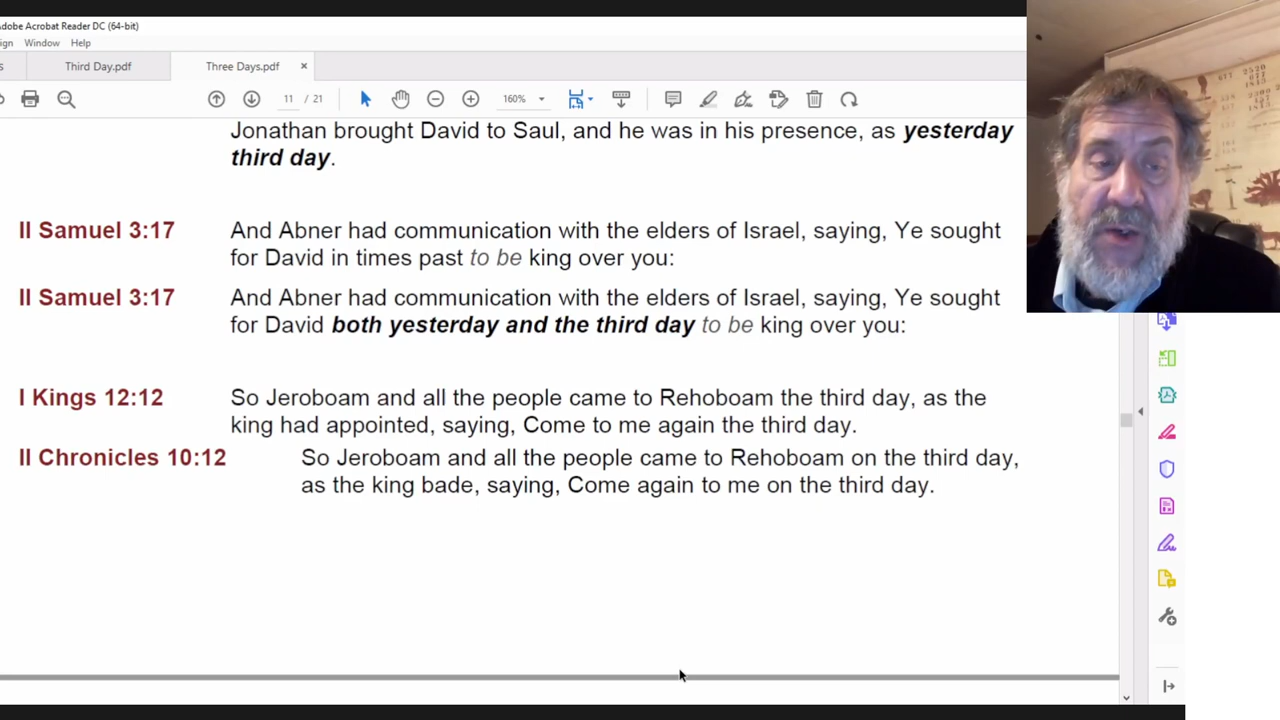 Adobe Acrobat Reader DC (64-bit)
ign Window Help
s Third Day.pdf Three Days.pdf ×
11 / 21 160%
Jonathan brought David to Saul, and he was in his presence, as yesterday
third day.
II Samuel 3:17 And Abner had communication with the elders of Israel, saying, Ye sought
for David in times past to be king over you:
II Samuel 3:17 And Abner had communication with the elders of Israel, saying, Ye sought
for David both yesterday and the third day to be king over you:
I Kings 12:12 So Jeroboam and all the people came to Rehoboam the third day, as the
king had appointed, saying, Come to me again the third day.
II Chronicles 10:12 So Jeroboam and all the people came to Rehoboam on the third day,
as the king bade, saying, Come again to me on the third day.
677 2520